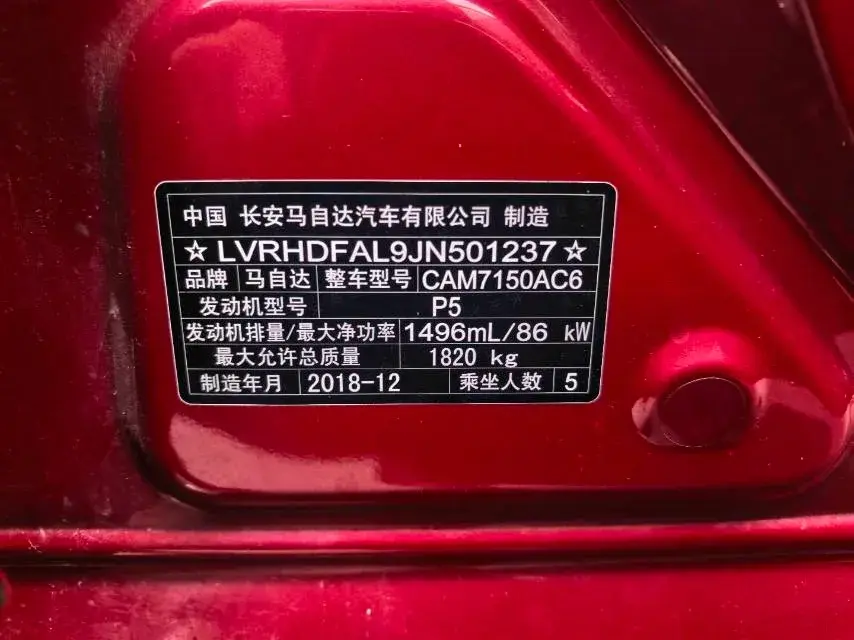 中国 长安马自达汽车有限公司 制造
☆ LVRHDFAL9JN501237 ☆
品牌 马自达 整车型号 CAM7150AC6
发动机型号 P5
发动机排量/最大净功率 1496mL/86 kW
最大允许总质量 1820 kg
制造年月 2018-12 乘坐人数 5